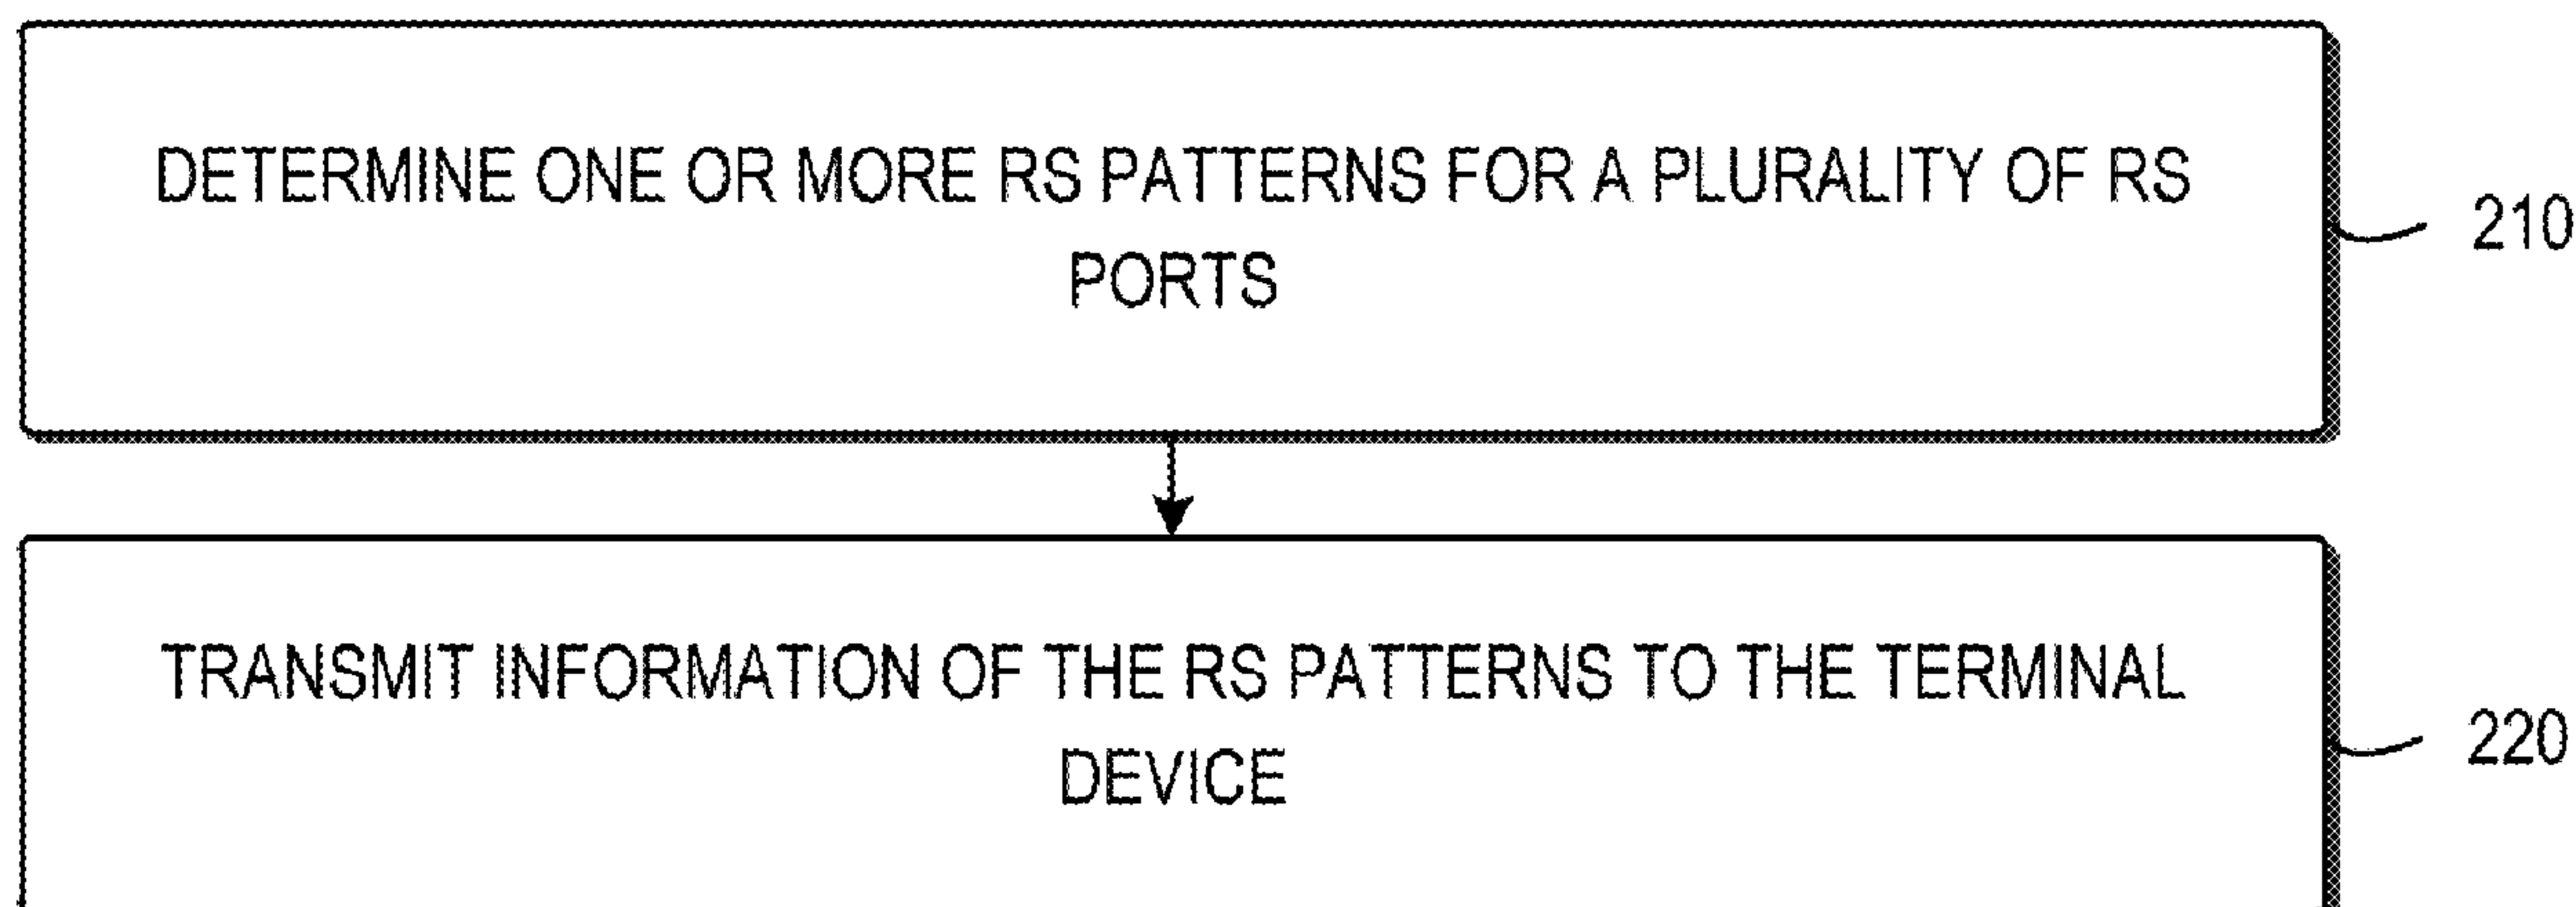 DETERMINE ONE OR MORE RS PATTERNS FOR A PLURALITY OF RS
PORTS
210
TRANSMIT INFORMATION OF THE RS PATTERNS TO THE TERMINAL
DEVICE
220